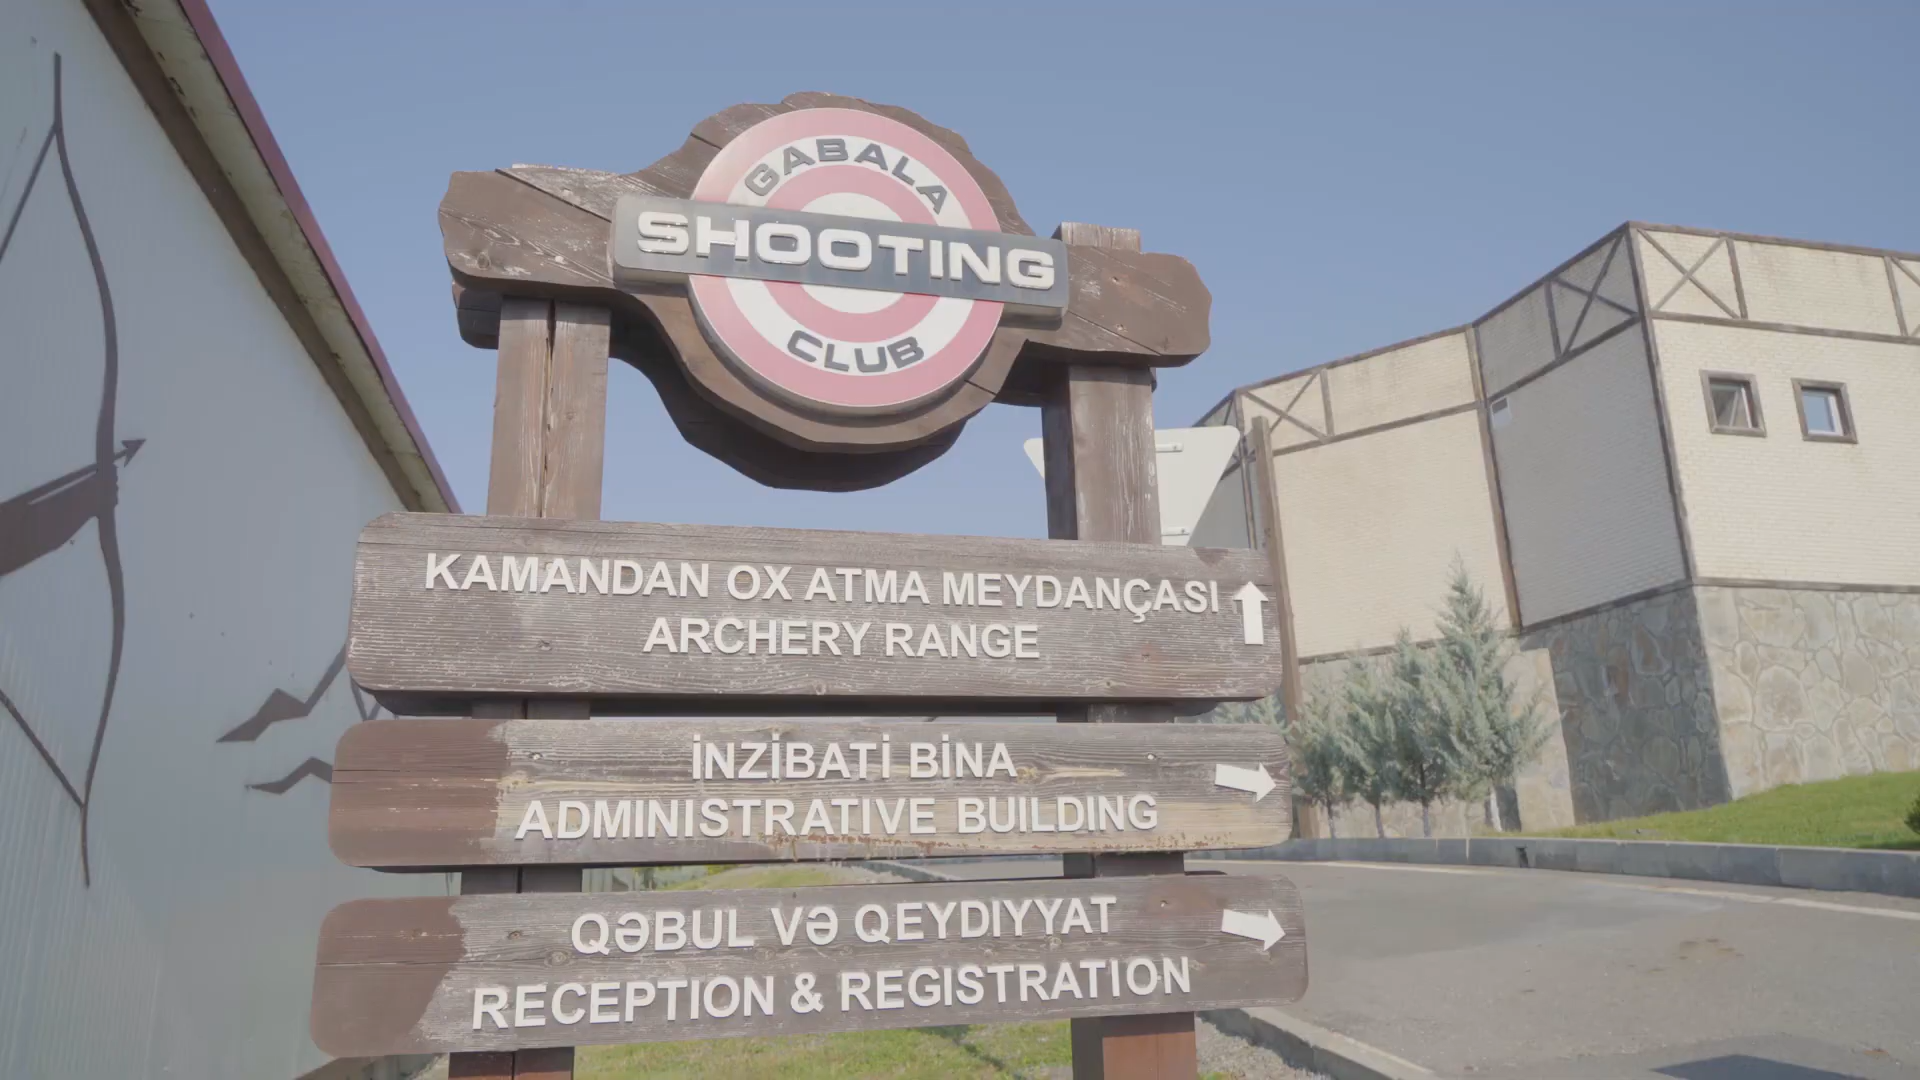 GABALA
SHOOTING
CLUB
KAMANDAN OX ATMA MEYDANÇASI
ARCHERY RANGE
İNZİBATİ BİNA
ADMINISTRATIVE BUILDING
QƏBUL VƏ QEYDIYYAT
RECEPTION & REGISTRATION